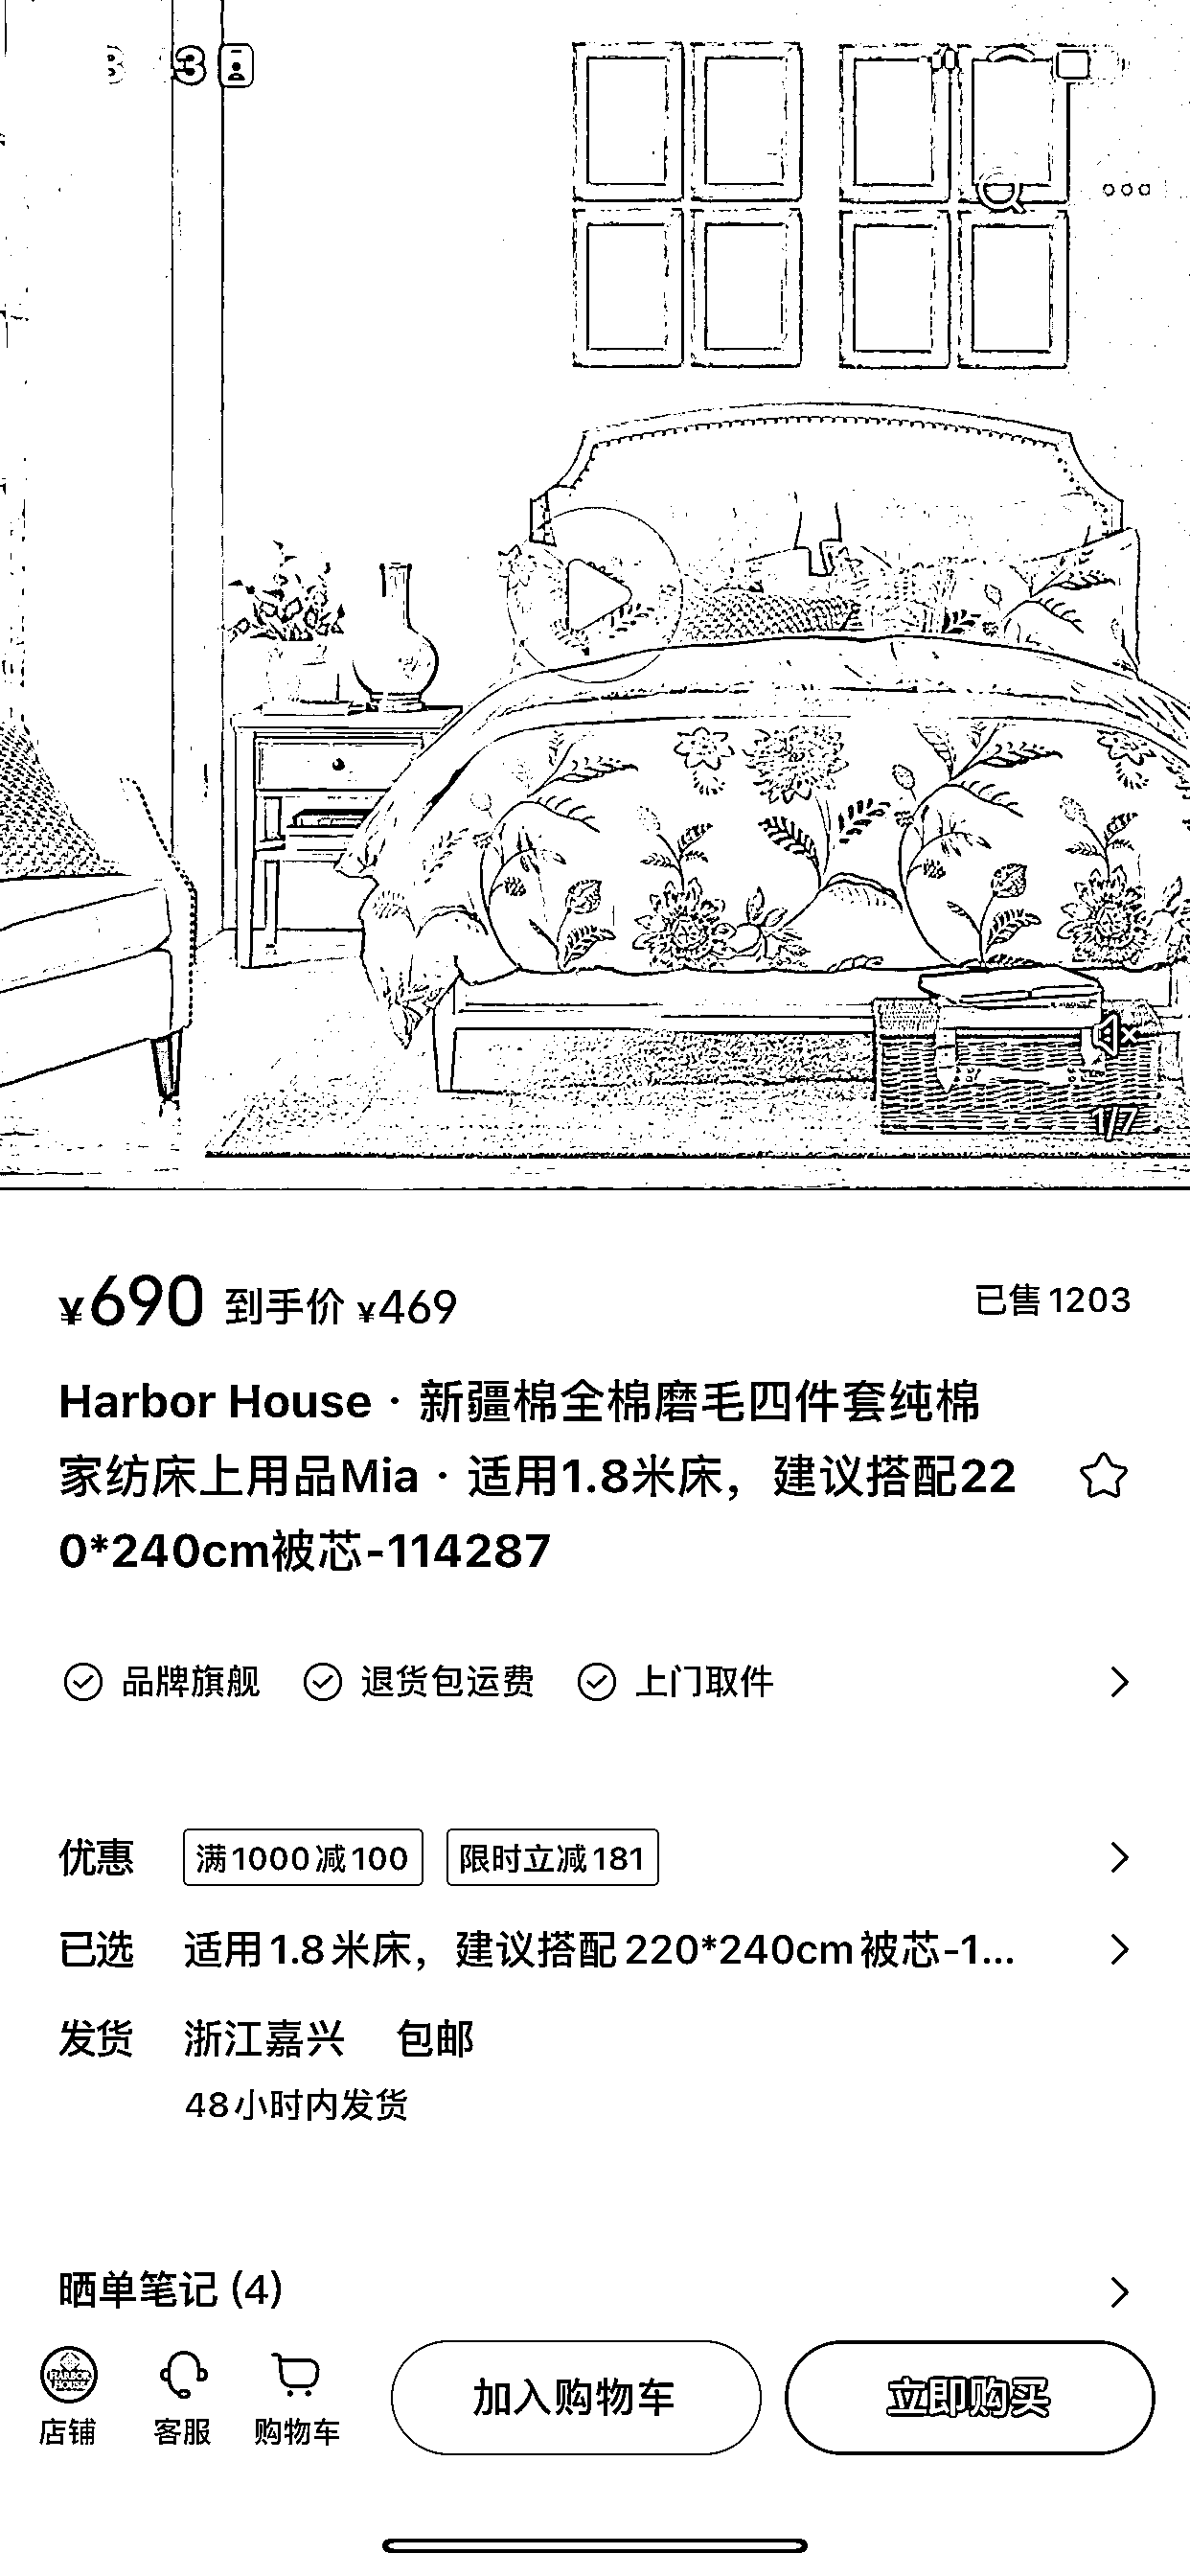 1/7
¥690 到手价 ¥469
已售1203
Harbor House · 新疆棉全棉磨毛四件套纯棉
家纺床上用品Mia · 适用1.8米床，建议搭配22
0*240cm被芯-114287
品牌旗舰 退货包运费 上门取件
优惠 满1000减100 限时立减181
已选 适用1.8米床，建议搭配220*240cm被芯-1...
发货 浙江嘉兴 包邮
48小时内发货
晒单笔记 (4)
HARBOR
HOUSE
店铺 客服 购物车 加入购物车 立即购买